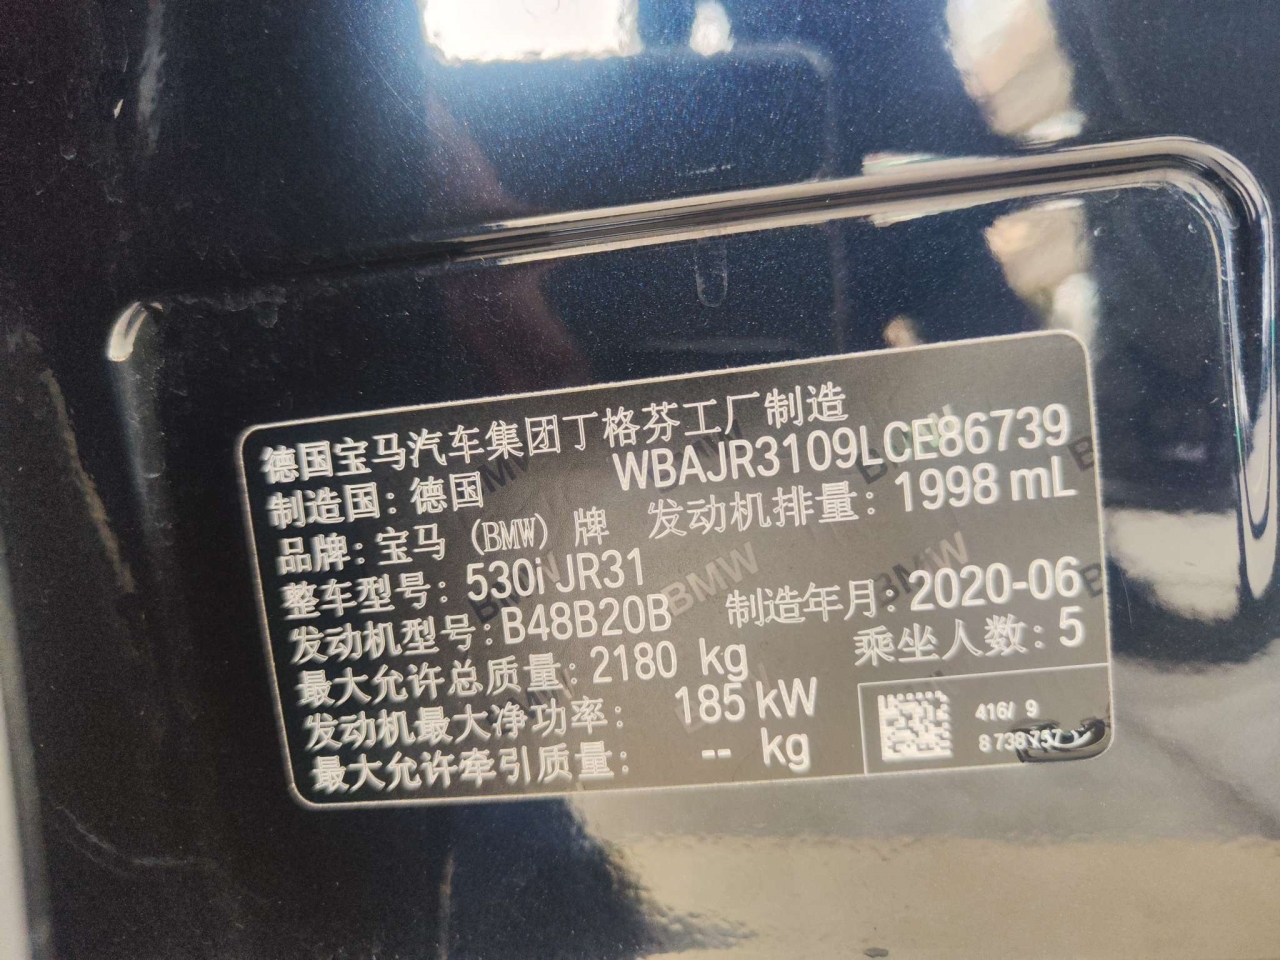 德国宝马汽车集团丁格芬工厂制造
制造国：德国 WBAJR3109LCE86739
品牌：宝马（BMW）牌 发动机排量：1998 mL
整车型号：530i JR31
发动机型号：B48B20B 制造年月：2020-06
最大允许总质量：2180 kg 乘坐人数：5
发动机最大净功率： 185 kW
最大允许牵引质量： -- kg
416/ 9
8 738 757